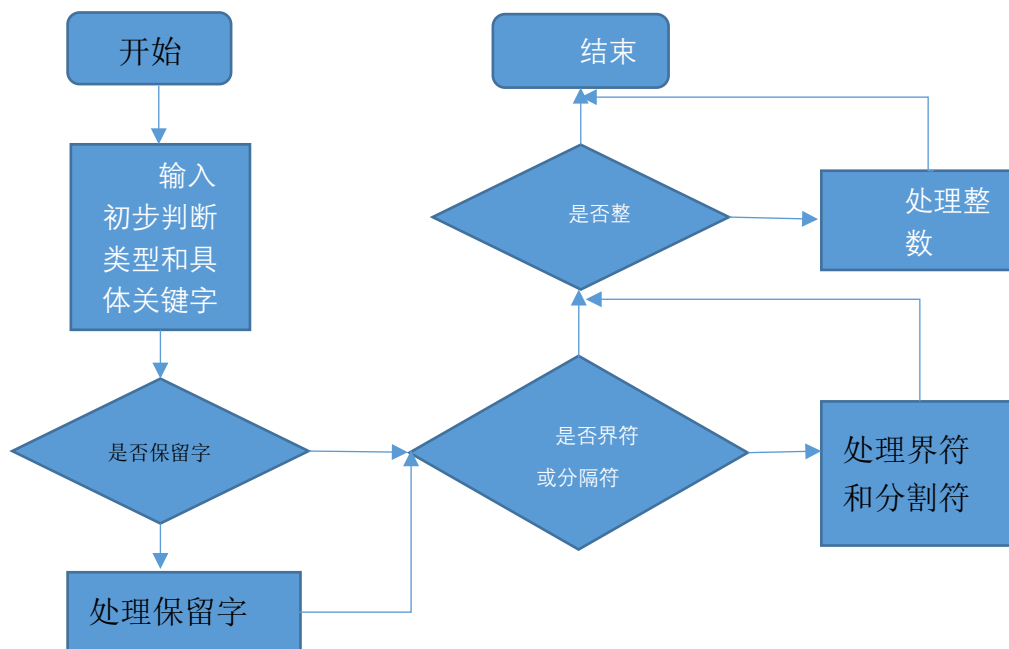 开始
输入
初步判断
类型和具
体关键字
是否保留字
处理保留字
是否界符
或分隔符
处理界符
和分割符
是否整
处理整
数
结束